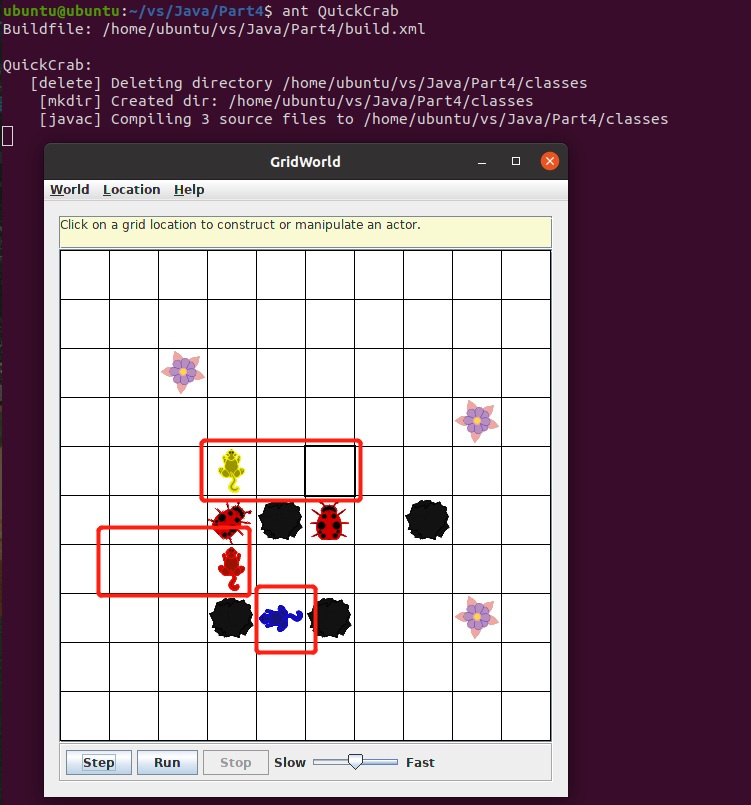 ubuntu@ubuntu:~/vs/Java/Part4$ ant QuickCrab
Buildfile: /home/ubuntu/vs/Java/Part4/build.xml
QuickCrab:
[delete] Deleting directory /home/ubuntu/vs/Java/Part4/classes
[mkdir] Created dir: /home/ubuntu/vs/Java/Part4/classes
[javac] Compiling 3 source files to /home/ubuntu/vs/Java/Part4/classes
GridWorld
World Location Help
Click on a grid location to construct or manipulate an actor.
Step Run Stop Slow Fast